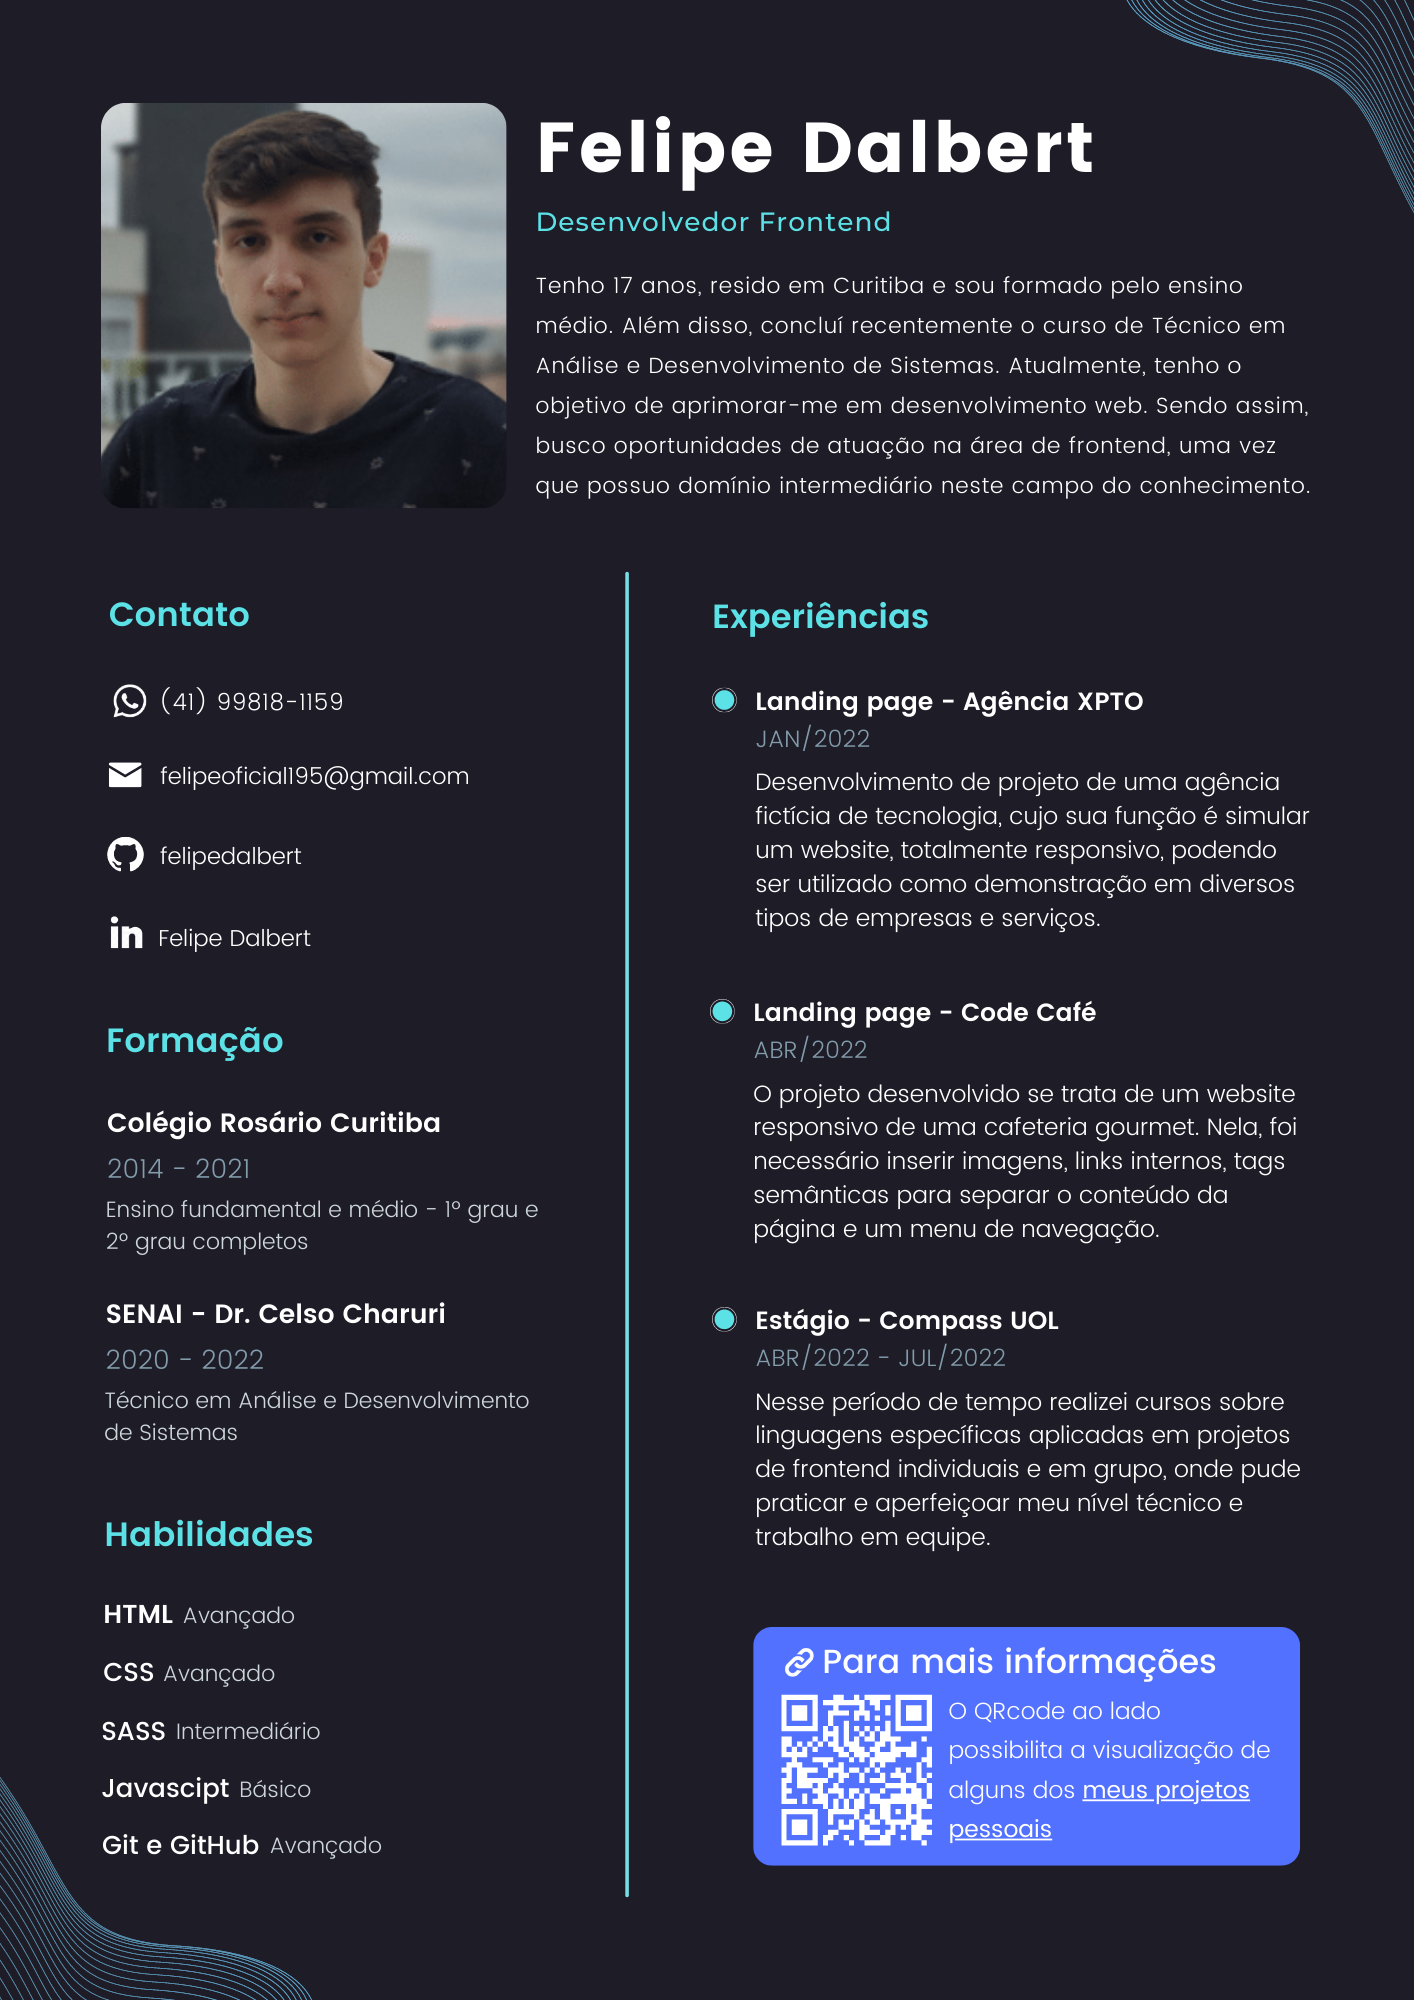 Felipe Dalbert
Desenvolvedor Frontend
Tenho 17 anos, resido em Curitiba e sou formado pelo ensino
médio. Além disso, concluí recentemente o curso de Técnico em
Análise e Desenvolvimento de Sistemas. Atualmente, tenho o
objetivo de aprimorar-me em desenvolvimento web. Sendo assim,
busco oportunidades de atuação na área de frontend, uma vez
que possuo domínio intermediário neste campo do conhecimento.
Contato
(41) 99818-1159
felipeoficial195@gmail.com
felipedalbert
in Felipe Dalbert
Formação
Colégio Rosário Curitiba
2014 - 2021
Ensino fundamental e médio - 1º grau e
2º grau completos
SENAI - Dr. Celso Charuri
2020 - 2022
Técnico em Análise e Desenvolvimento
de Sistemas
Habilidades
HTML Avançado
CSS Avançado
SASS Intermediário
Javascipt Básico
Git e GitHub Avançado
Experiências
Landing page - Agência XPTO
JAN/2022
Desenvolvimento de projeto de uma agência
fictícia de tecnologia, cujo sua função é simular
um website, totalmente responsivo, podendo
ser utilizado como demonstração em diversos
tipos de empresas e serviços.
Landing page - Code Café
ABR/2022
O projeto desenvolvido se trata de um website
responsivo de uma cafeteria gourmet. Nela, foi
necessário inserir imagens, links internos, tags
semânticas para separar o conteúdo da
página e um menu de navegação.
Estágio - Compass UOL
ABR/2022 - JUL/2022
Nesse período de tempo realizei cursos sobre
linguagens específicas aplicadas em projetos
de frontend individuais e em grupo, onde pude
praticar e aperfeiçoar meu nível técnico e
trabalho em equipe.
Para mais informações
O QRcode ao lado
possibilita a visualização de
alguns dos meus projetos
pessoais